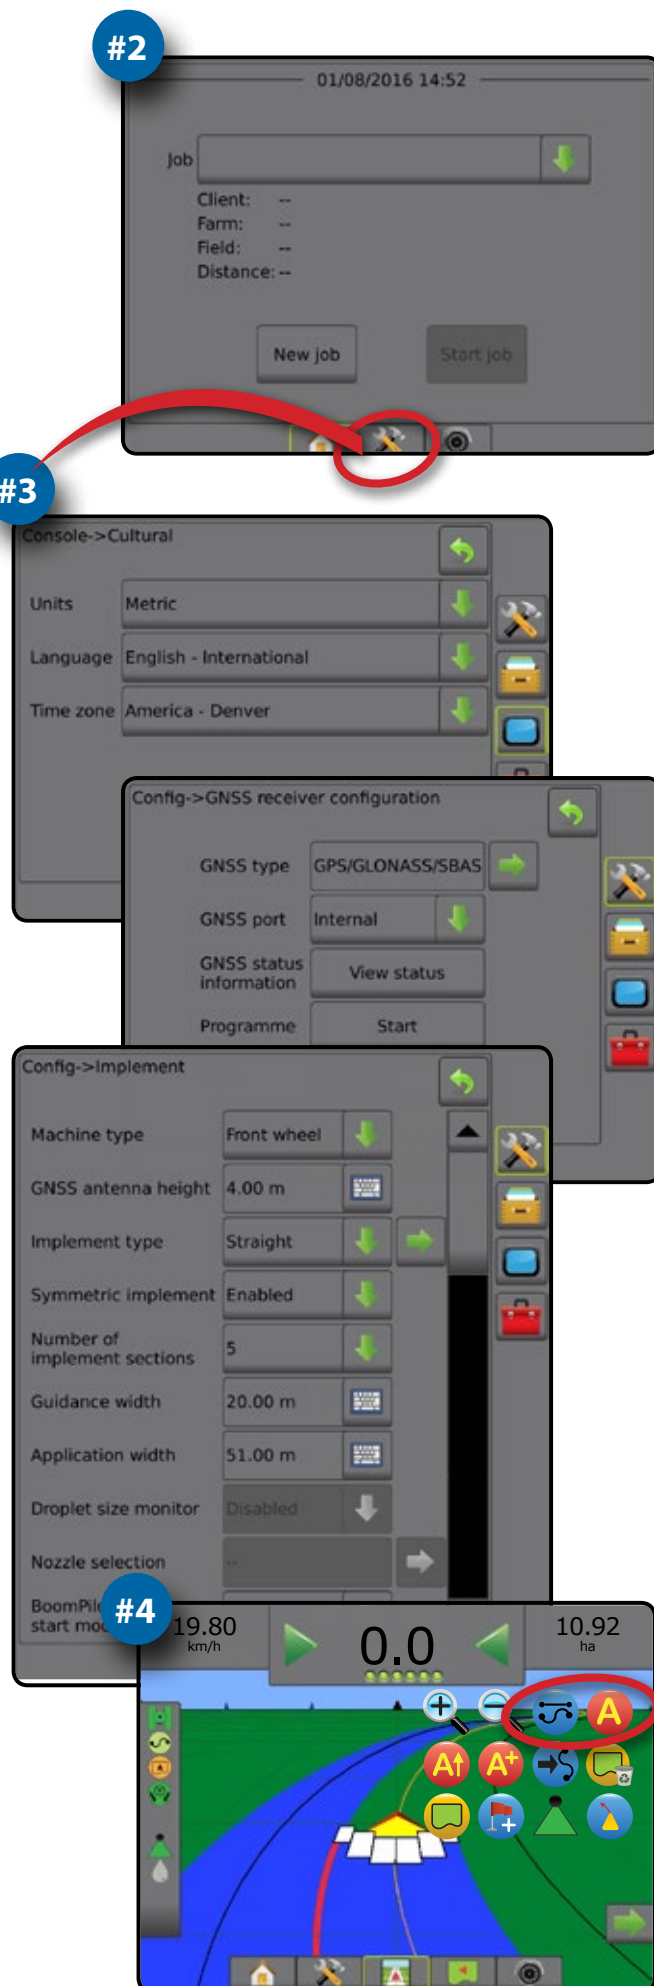 #2
01/08/2016 14:52
Job
Client: --
Farm: --
Field: --
Distance: --
New job
Start job
#3
Console->Cultural
Units Metric
Language English - International
Time zone America - Denver
Config->GNSS receiver configuration
GNSS type GPS/GLONASS/SBAS
GNSS port Internal
GNSS status
information View status
Programme Start
Config->Implement
Machine type Front wheel
GNSS antenna height 4.00 m
Implement type Straight
Symmetric implement Enabled
Number of
implement sections 5
Guidance width 20.00 m
Application width 51.00 m
Droplet size monitor Disabled
Nozzle selection --
start
#4
19.80
km/h
0.0
10.92
ha
A
A
A+